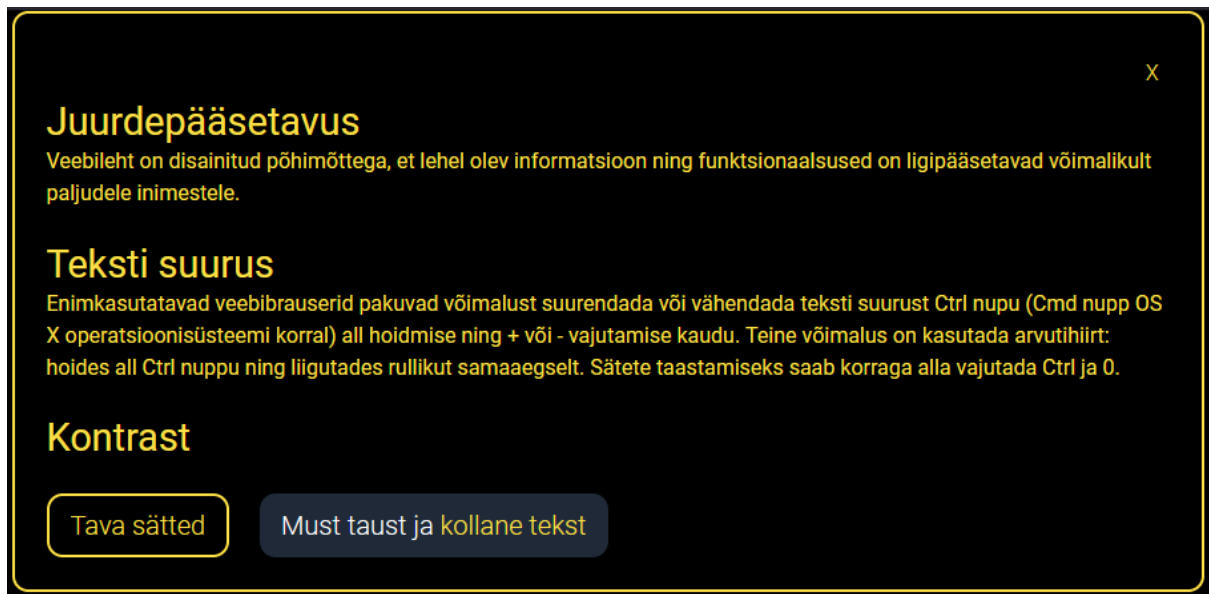 X
Juurdepääsetavus
Veebileht on disainitud põhimõttega, et lehel olev informatsioon ning funktsionaalsused on ligipääsetavad võimalikult
paljudele inimestele.
Teksti suurus
Enimkasutatavad veebibrauserid pakuvad võimalust suurendada või vähendada teksti suurust Ctrl nupu (Cmd nupp OS
X operatsioonisüsteemi korral) all hoidmise ning + või - vajutamise kaudu. Teine võimalus on kasutada arvutihiirt:
hoides all Ctrl nuppu ning liigutades rullikut samaaegselt. Sätete taastamiseks saab korraga alla vajutada Ctrl ja 0.
Kontrast
Tava sätted Must taust ja kollane tekst